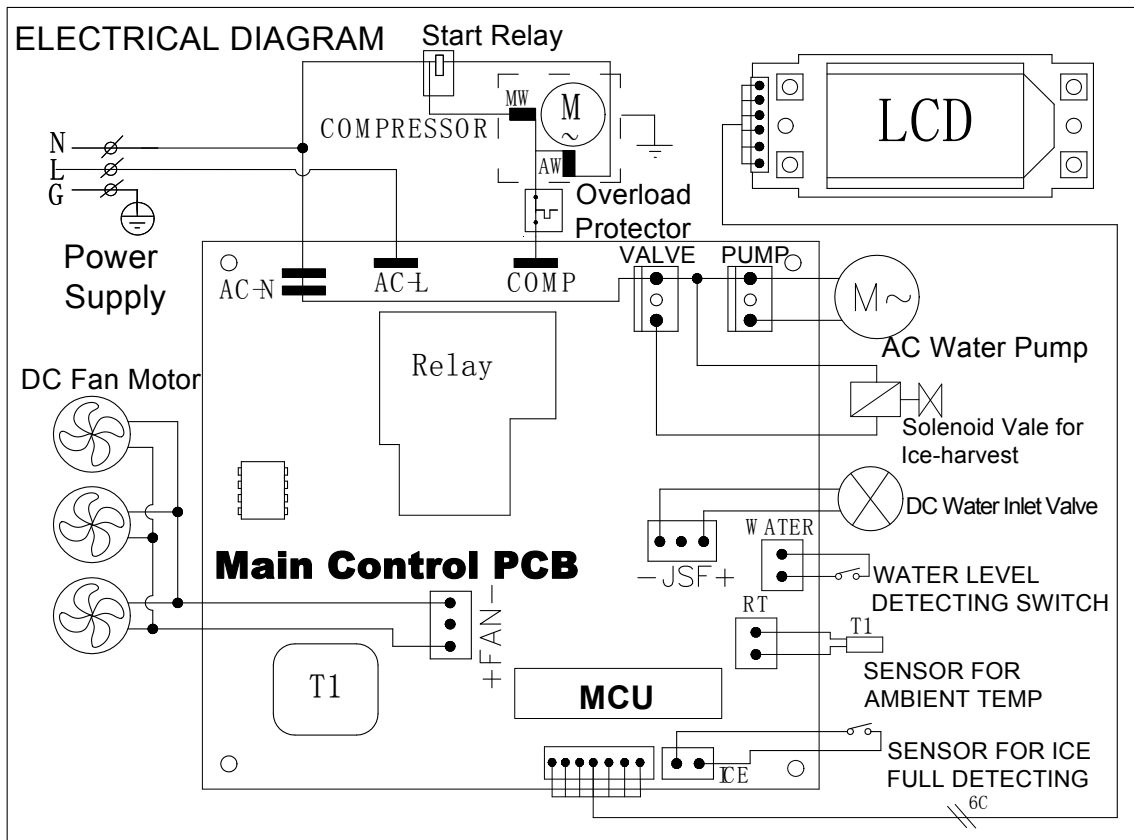 ELECTRICAL DIAGRAM
Start Relay
MW
M
~
COMPRESSOR
AW
LCD
N
L
G
Overload
Protector
Power
Supply
VALVE
PUMP
AC-N
AC-L
COMP
M~
AC Water Pump
Relay
DC Fan Motor
Solenoid Vale for
Ice-harvest
DC Water Inlet Valve
WATER
-JSF+
Main Control PCB
WATER LEVEL
DETECTING SWITCH
RT
T1
+FAN-
SENSOR FOR
AMBIENT TEMP
T1
MCU
SENSOR FOR ICE
FULL DETECTING
ICE
6C